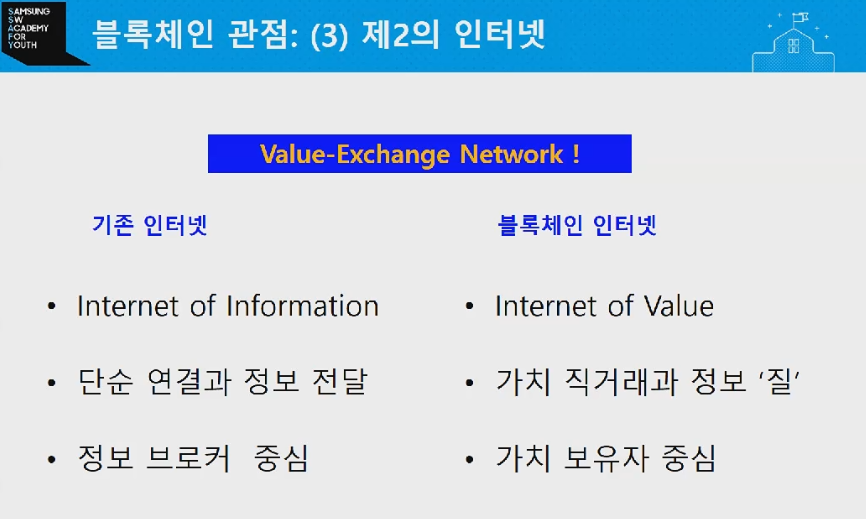 SAMSUNG
SW
ACADEMY
FOR
YOUTH
블록체인 관점: (3) 제2의 인터넷
Value-Exchange Network !
기존 인터넷
• Internet of Information
• 단순 연결과 정보 전달
• 정보 브로커 중심
블록체인 인터넷
• Internet of Value
• 가치 직거래과 정보 ‘질’
• 가치 보유자 중심